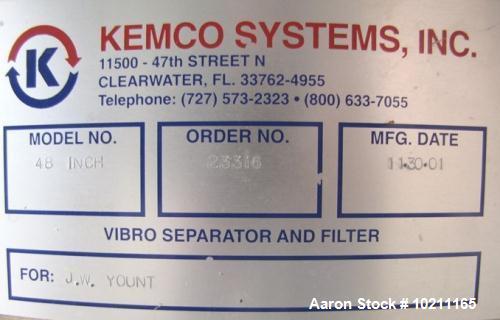 K
KEMCO SYSTEMS, INC.
11500 - 47th STREET N
CLEARWATER, FL. 33762-4955
Telephone: (727) 573-2323 • (800) 633-7055
MODEL NO. ORDER NO. MFG. DATE
48 INCH 23316 11.30.01
VIBRO SEPARATOR AND FILTER
FOR: J.W. YOUNT
Aaron Stock # 10211165